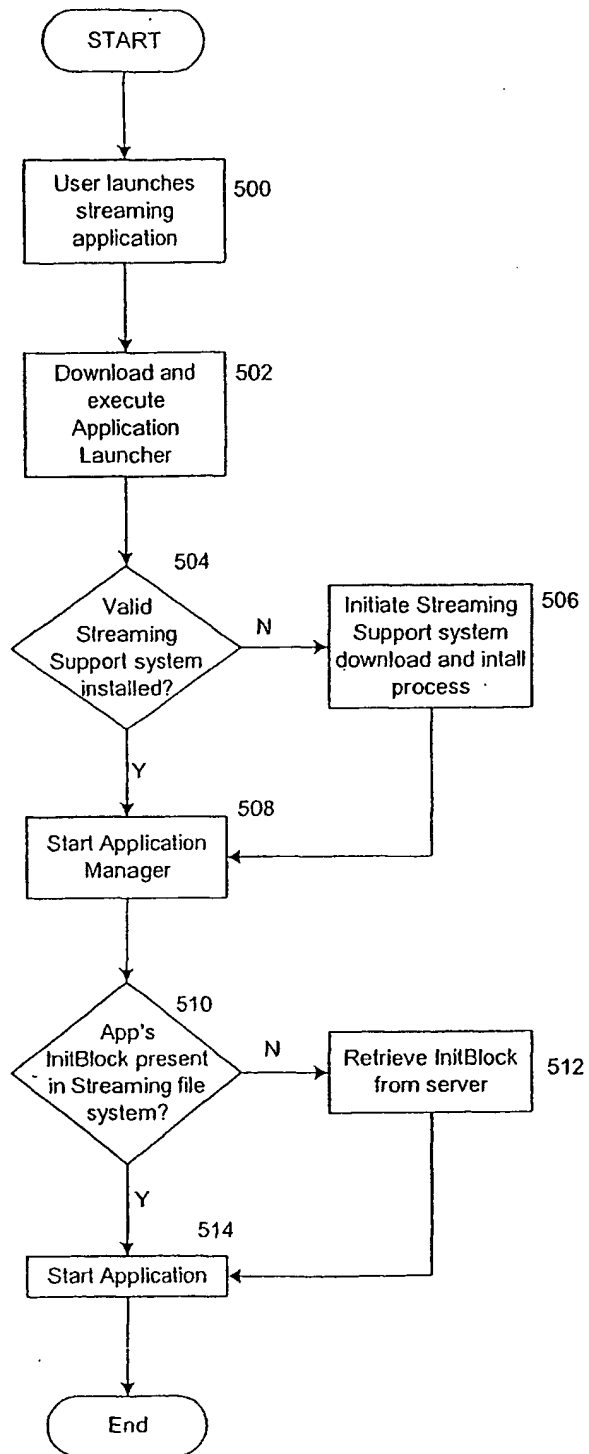 START
User launches
streaming
application
500
Download and
execute
Application
Launcher
502
504
Valid
Streaming
Support system
installed?
N
Initiate Streaming
Support system
download and intall
process
506
Y
508
Start Application
Manager
510
App's
InitBlock present
in Streaming file
system?
N
Retrieve InitBlock
from server
512
Y
514
Start Application
End